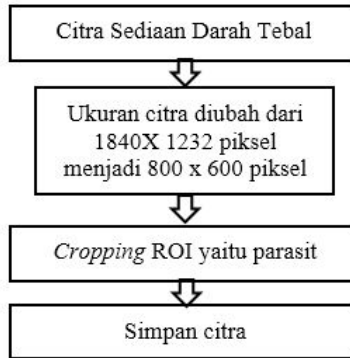 Citra Sediaan Darah Tebal
Ukuran citra diubah dari
1840X 1232 piksel
menjadi 800 x 600 piksel
Cropping ROI yaitu parasit
Simpan citra